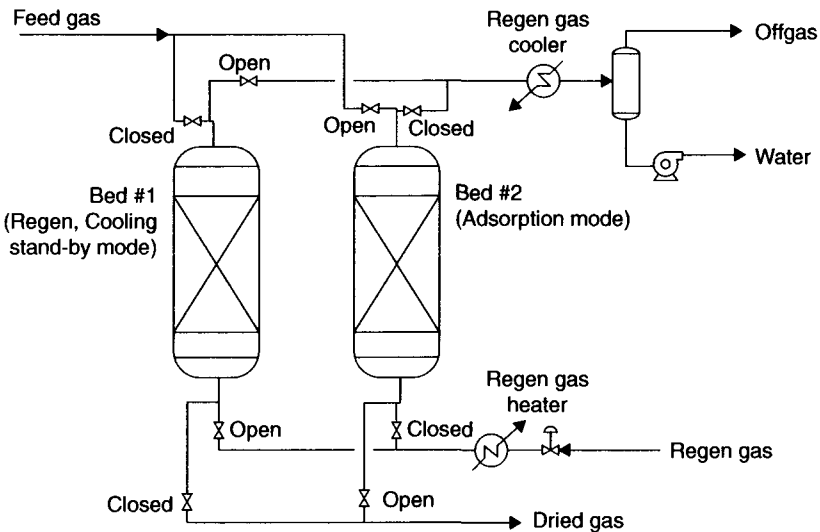 Feed gas
Regen gas
cooler
Offgas
Open
Closed
Open
Closed
Water
Bed #1
(Regen, Cooling
stand-by mode)
Bed #2
(Adsorption mode)
Regen gas
heater
Open
Closed
Regen gas
Closed
Open
Dried gas